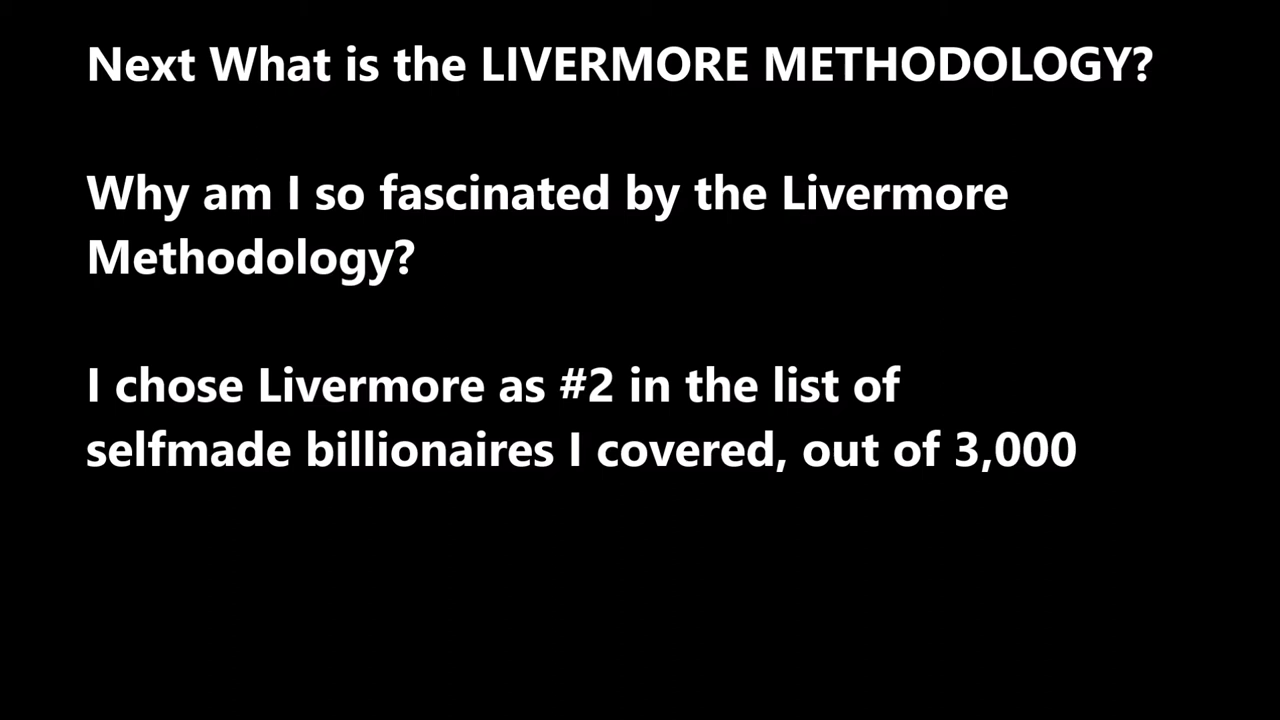 Next What is the LIVERMORE METHODOLOGY?
Why am I so fascinated by the Livermore
Methodology?
I chose Livermore as #2 in the list of
selfmade billionaires I covered, out of 3,000